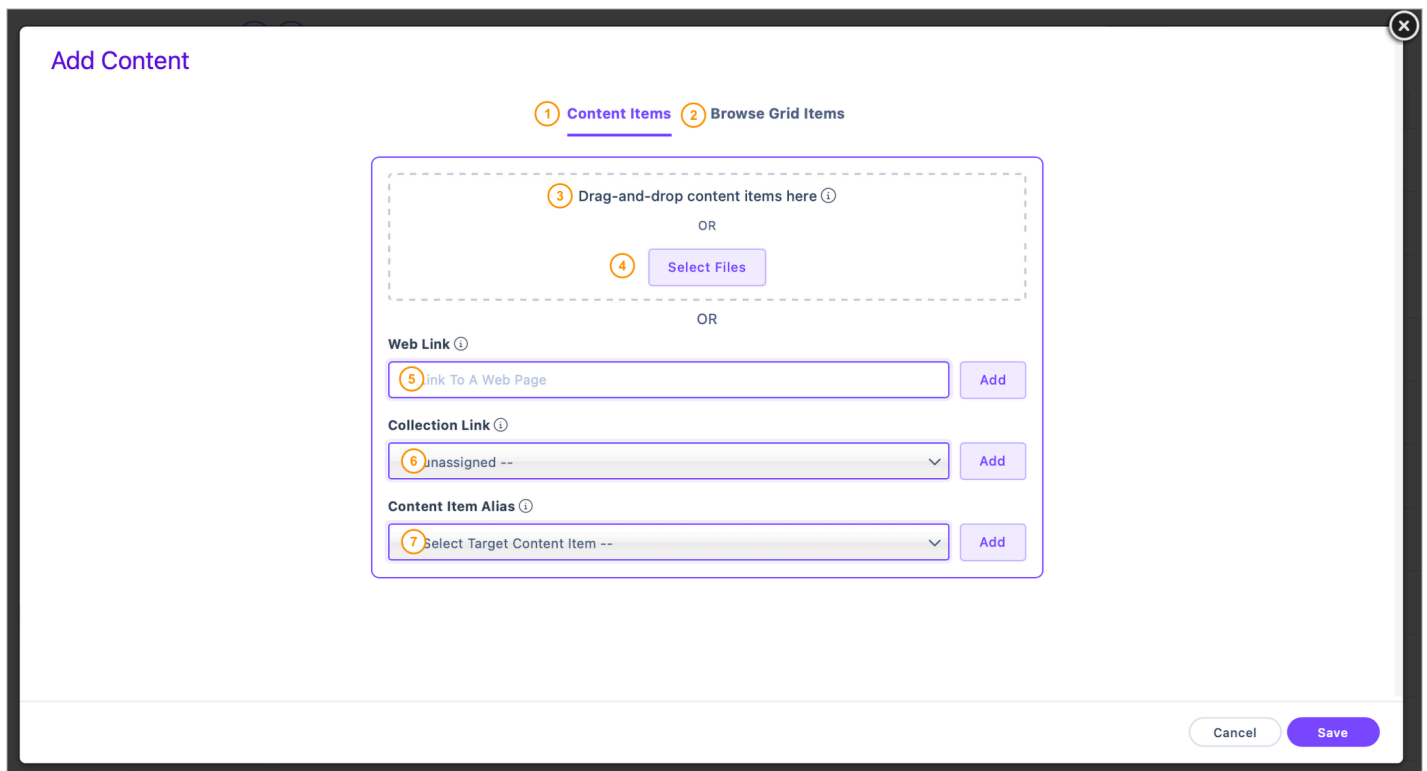 Add Content
1 Content Items 2 Browse Grid Items
3 Drag-and-drop content items here
OR
4 Select Files
OR
Web Link
5 ink To A Web Page Add
Collection Link
6 unassigned -- Add
Content Item Alias
7 Select Target Content Item -- Add
Cancel Save